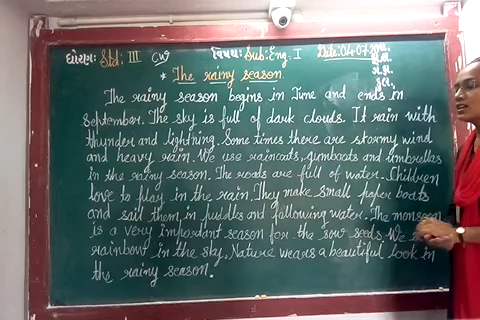 ધોરણ: Std: III CW વિષય: Sub: Eng. I Date: 04.07.20
* The rainy season.
The rainy season begins in June and ends in
September. The sky is full of dark clouds. It rain with
thunder and lightning. Some times there are stormy wind
and heavy rain. We use raincoats, gumboots and umbrellas
in the rainy season. The roads are full of water. Children
love to play in the rain. They make small paper boats
and sail them in puddles and following water. The monsoon
is a very important season for the sow seeds. We
rainbow in the sky. Nature wears a beautiful look in
the rainy season.